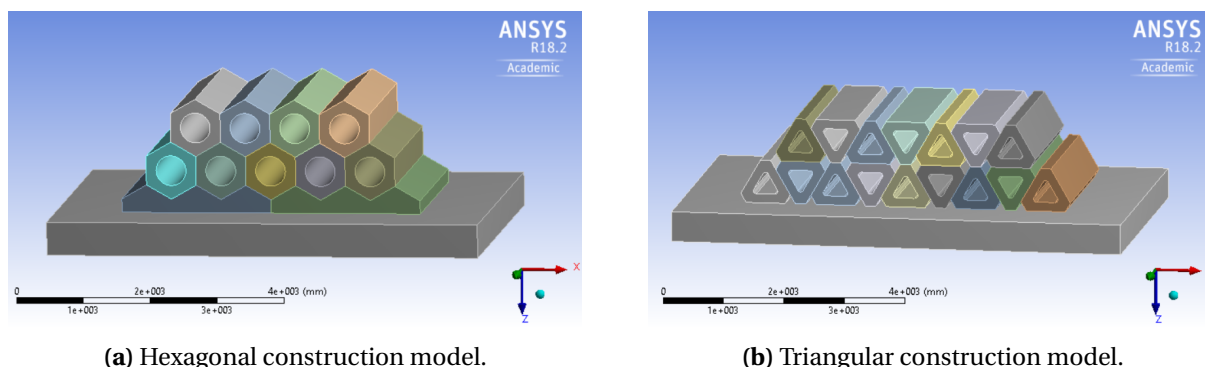 ANSYS
R18.2
Academic
X
Z
0
2e+003
4e+003 (mm)
1e+003
3e+003
(a) Hexagonal construction model.
ANSYS
R18.2
Academic
X
Z
0
2e+003
4e+003 (mm)
1e+003
3e+003
(b) Triangular construction model.